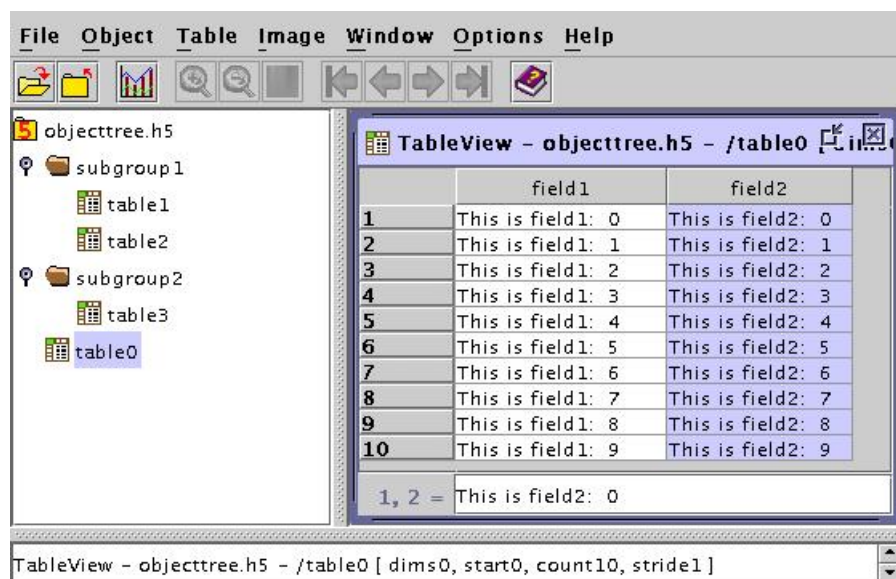 File Object Table Image Window Options Help
5 objecttree.h5
subgroup1
table1
table2
subgroup2
table3
table0
TableView - objecttree.h5 - /table0 [
field1 field2
1 This is field1: 0 This is field2: 0
2 This is field1: 1 This is field2: 1
3 This is field1: 2 This is field2: 2
4 This is field1: 3 This is field2: 3
5 This is field1: 4 This is field2: 4
6 This is field1: 5 This is field2: 5
7 This is field1: 6 This is field2: 6
8 This is field1: 7 This is field2: 7
9 This is field1: 8 This is field2: 8
10 This is field1: 9 This is field2: 9
1, 2 = This is field2: 0
TableView - objecttree.h5 - /table0 [ dims0, start0, count10, stride1 ]